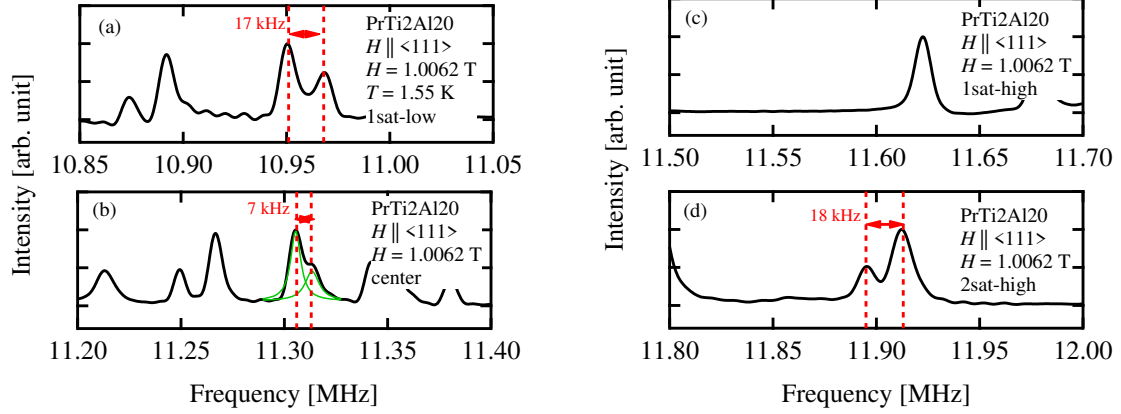 Intensity [arb. unit]
(a)
17 kHz
PrTi2Al20
H || <111>
H = 1.0062 T
T = 1.55 K
1sat-low
10.85 10.90 10.95 11.00 11.05
(b)
7 kHz
PrTi2Al20
H || <111>
H = 1.0062 T
center
11.20 11.25 11.30 11.35 11.40
Frequency [MHz]
Intensity [arb. unit]
(c)
PrTi2Al20
H || <111>
H = 1.0062 T
1sat-high
11.50 11.55 11.60 11.65 11.70
(d)
18 kHz
PrTi2Al20
H || <111>
H = 1.0062 T
2sat-high
11.80 11.85 11.90 11.95 12.00
Frequency [MHz]